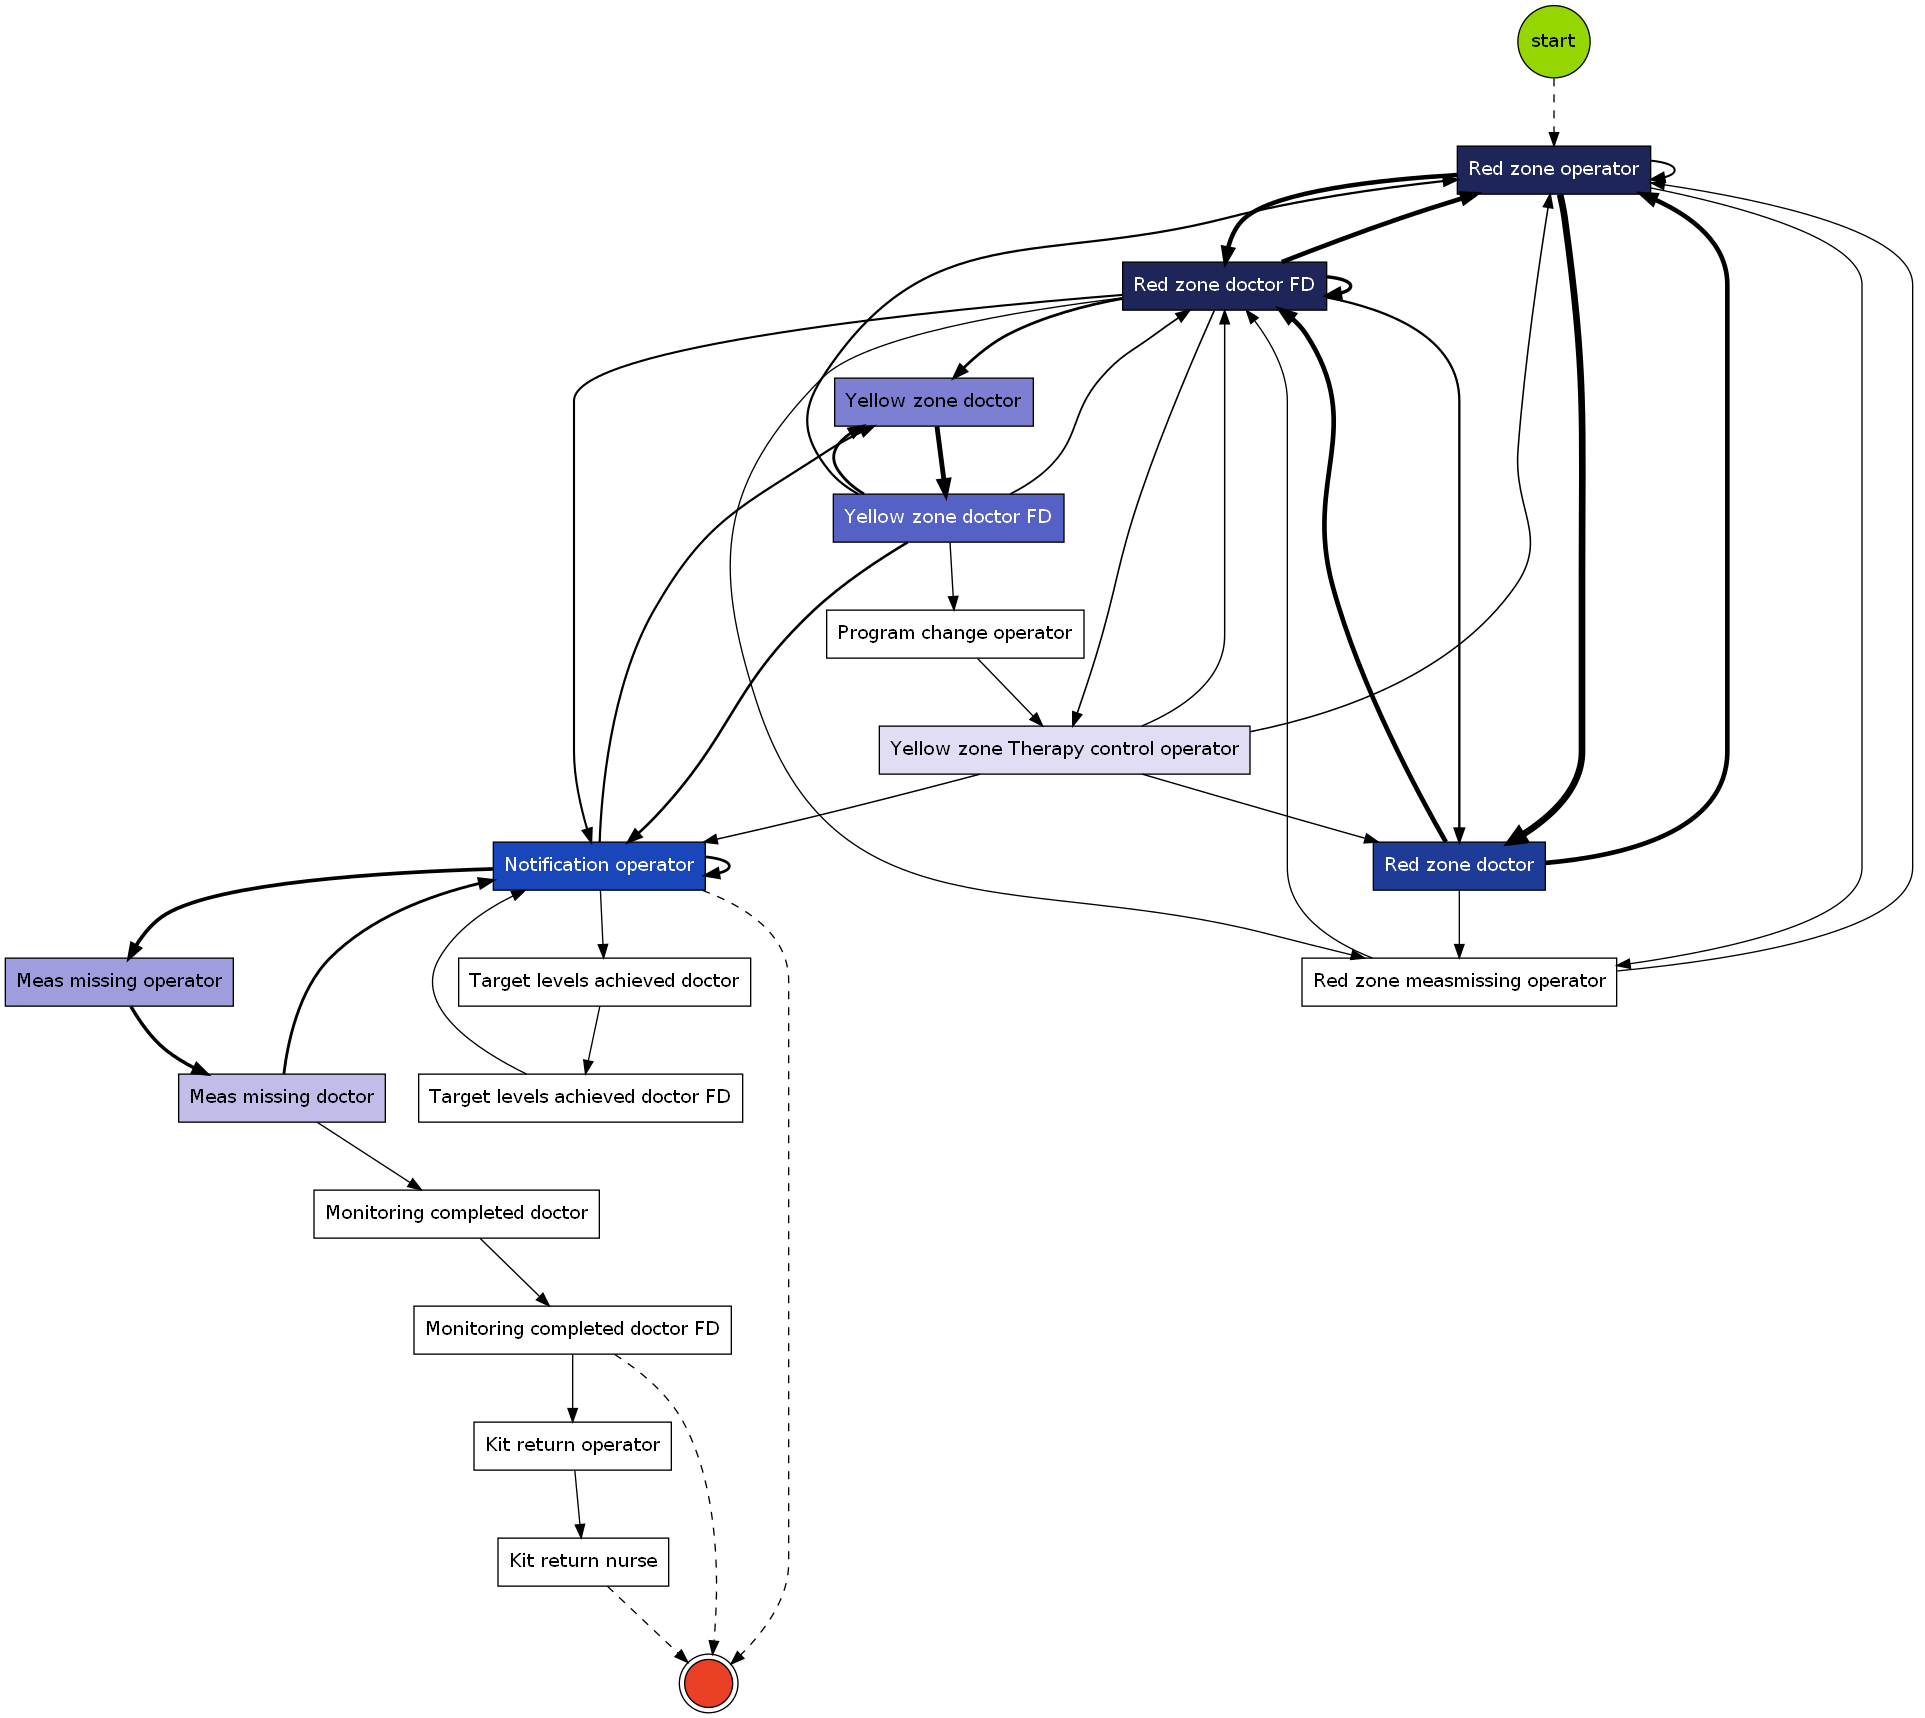 start
Red zone operator
Red zone doctor FD
Yellow zone doctor
Yellow zone doctor FD
Program change operator
Yellow zone Therapy control operator
Notification operator
Red zone doctor
Meas missing operator
Target levels achieved doctor
Red zone measmissing operator
Meas missing doctor
Target levels achieved doctor FD
Monitoring completed doctor
Monitoring completed doctor FD
Kit return operator
Kit return nurse